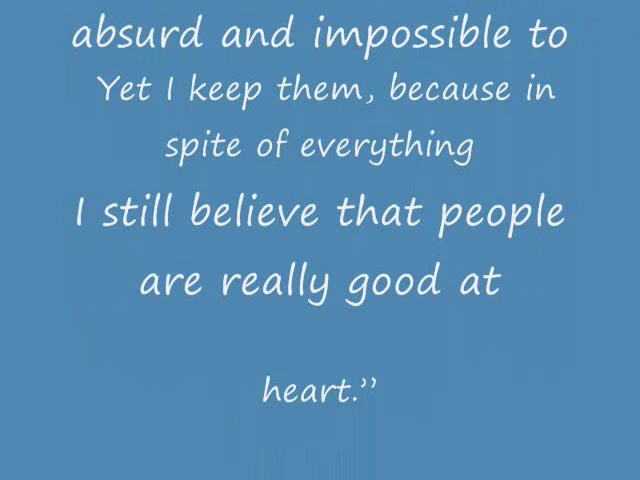 absurd and impossible to
Yet I keep them, because in
spite of everything
I still believe that people
are really good at
heart.”